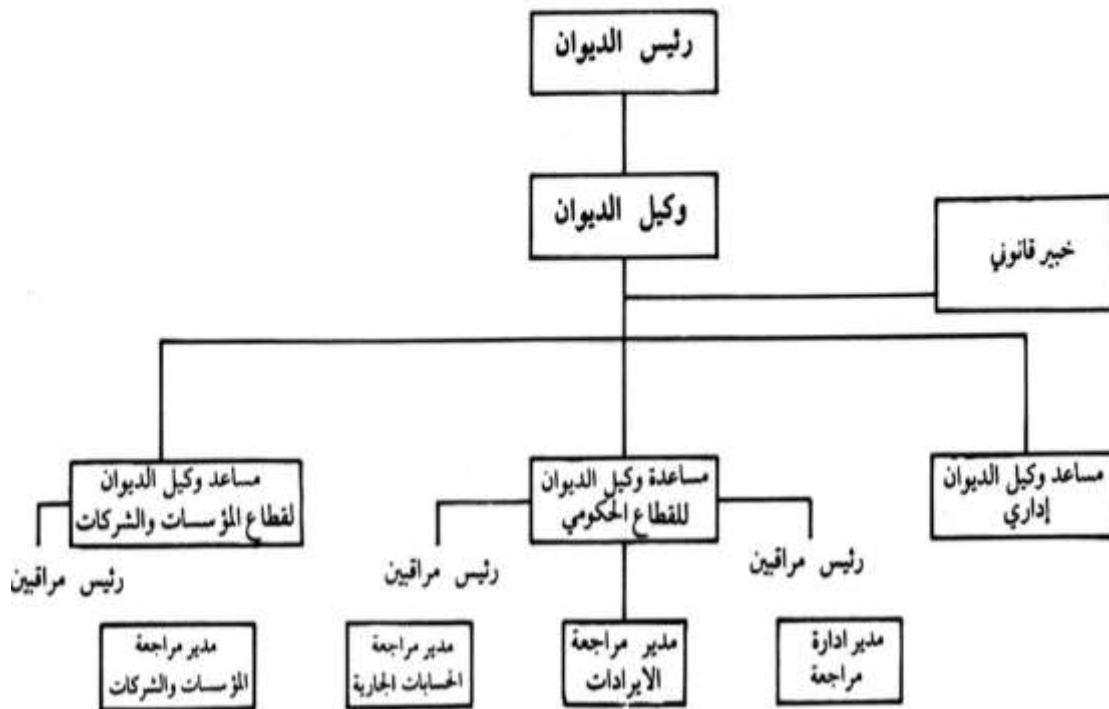 رئيس الديوان
وكيل الديوان
خبير قانوني
مساعد وكيل الديوان
إداري
مساعدة وكيل الديوان
للقطاع الحكومي
مساعد وكيل الديوان
لقطاع المؤسسات والشركات
رئيس مراقبين
رئيس مراقبين
رئيس مراقبين
مدير ادارة
مراجعة
مدير مراجعة
الايرادات
مدير مراجعة
الحسابات الجارية
مدير مراجعة
المؤسسات والشركات